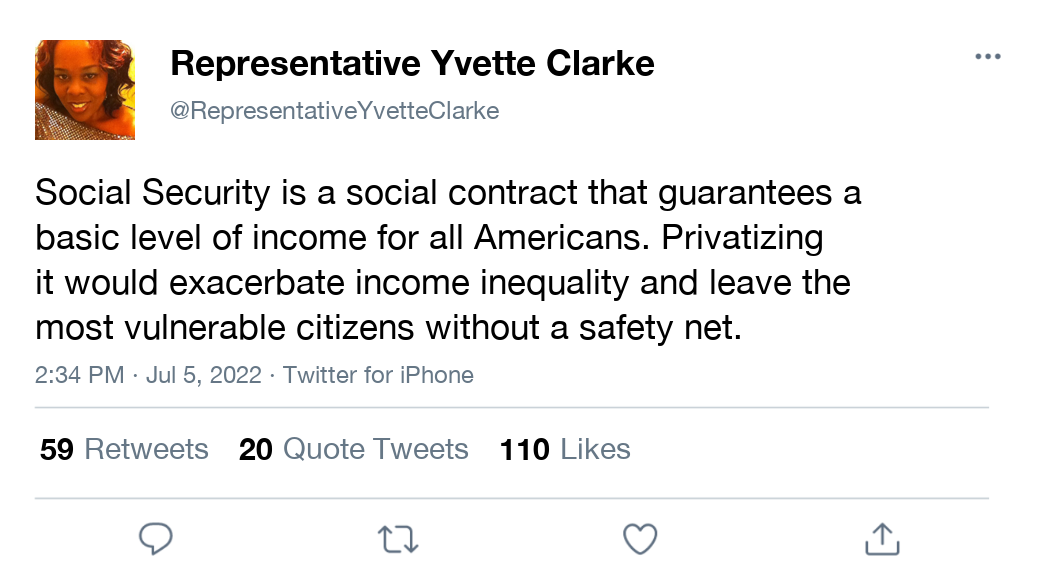 Representative Yvette Clarke
@RepresentativeYvetteClarke
Social Security is a social contract that guarantees a
basic level of income for all Americans. Privatizing
it would exacerbate income inequality and leave the
most vulnerable citizens without a safety net.
2:34 PM · Jul 5, 2022 · Twitter for iPhone
59 Retweets 20 Quote Tweets 110 Likes